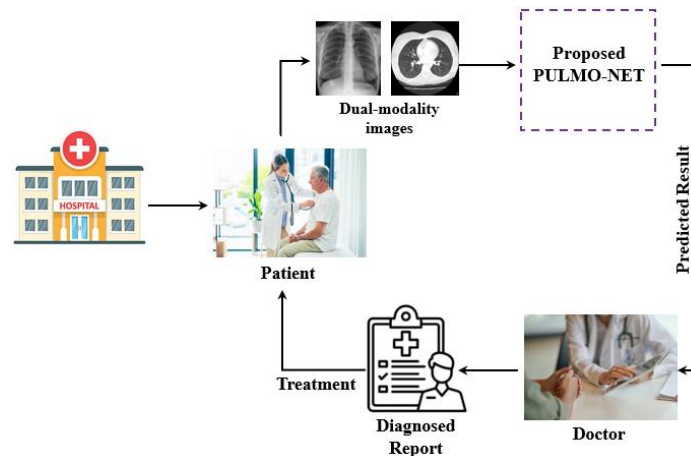 Dual-modality
images
Proposed
PULMO-NET
HOSPITAL
Patient
Predicted Result
Treatment
Diagnosed
Report
Doctor